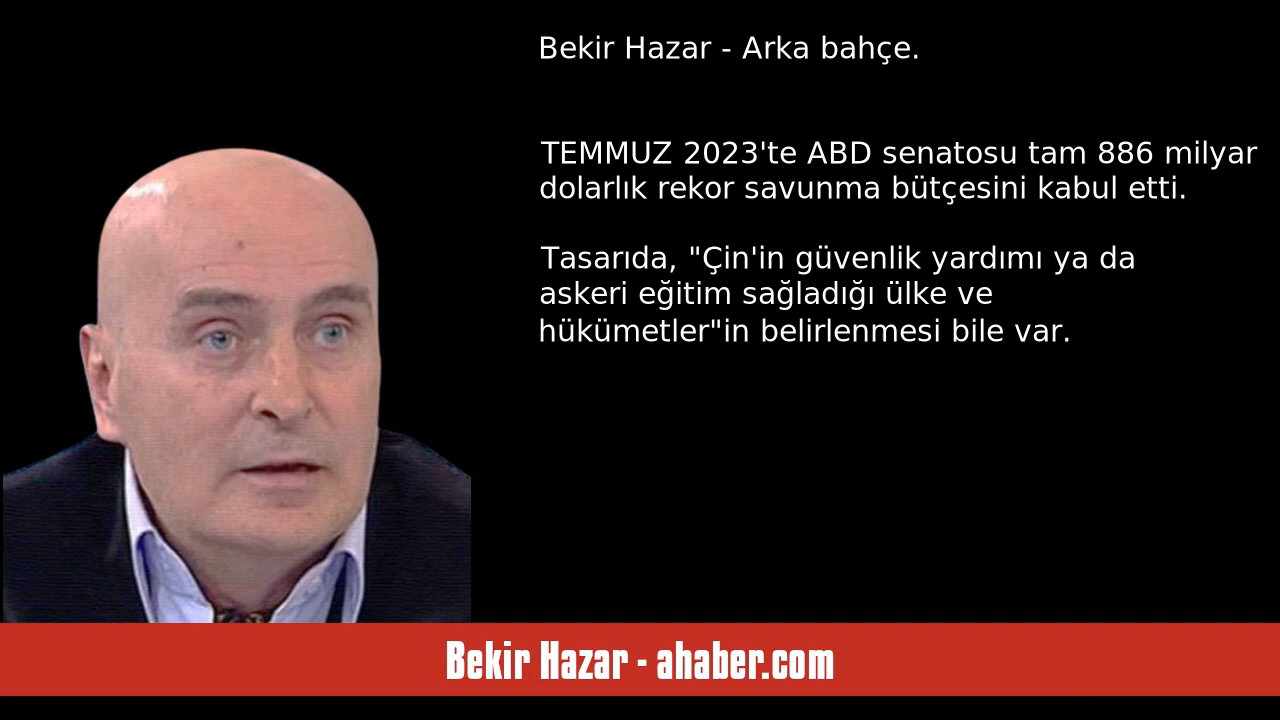 Bekir Hazar - Arka bahçe.
TEMMUZ 2023'te ABD senatosu tam 886 milyar
dolarlık rekor savunma bütçesini kabul etti.
Tasarıda, "Çin'in güvenlik yardımı ya da
askeri eğitim sağladığı ülke ve
hükümetler"in belirlenmesi bile var.
Bekir Hazar - ahaber.com